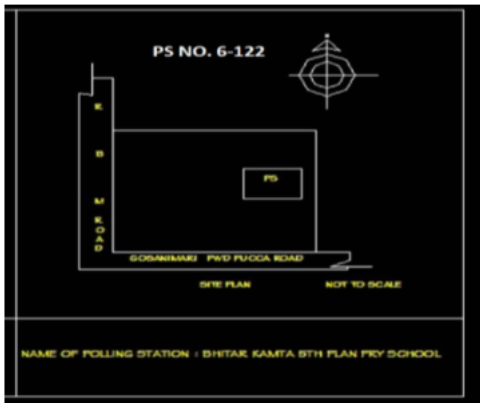 PS NO. 6-122
R B M ROAD
PS
GOSANIMARI PWD PUCCA ROAD
SITE PLAN NOT TO SCALE
NAME OF POLLING STATION : BHITAR KAMTA 5TH PLAN PRY SCHOOL